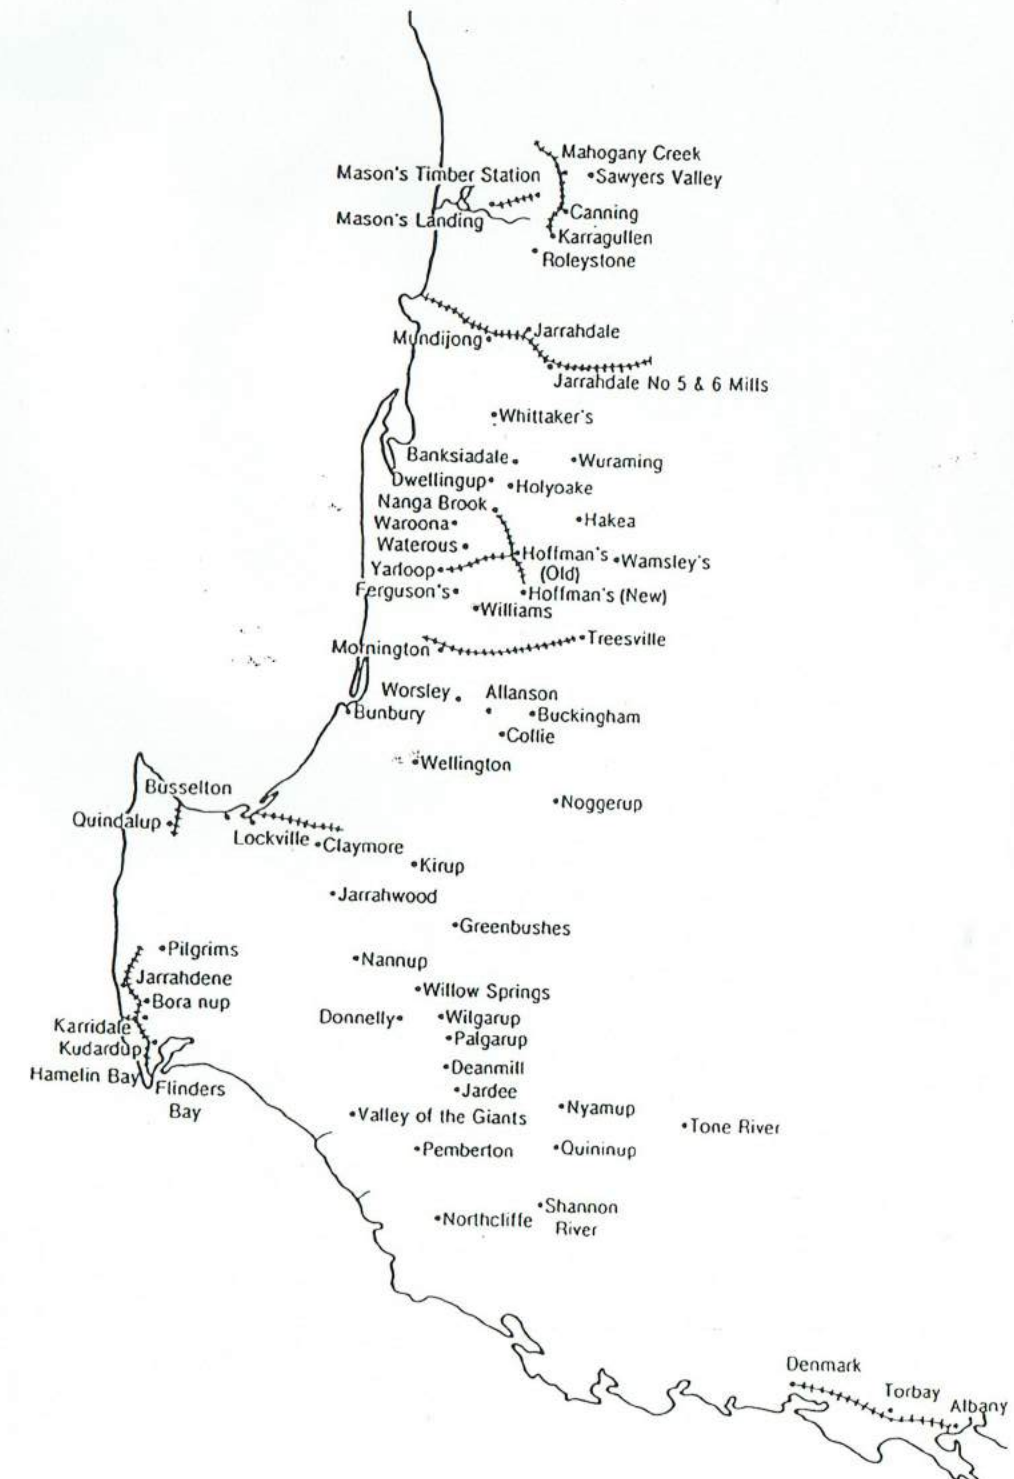 Mahogany Creek
Mason's Timber Station
Sawyers Valley
Mason's Landing
Canning
Karragullen
Roleystone
Mundijong
Jarrahdale
Jarrahdale No 5 & 6 Mills
Whittaker's
Banksiadale
Wuraming
Dwellingup
Holyoake
Nanga Brook
Waroona
Hakea
Waterous
Hoffman's
(Old)
Wamsley's
Yarloop
Ferguson's
Hoffman's (New)
Williams
Mornington
Treesville
Worsley
Allanson
Bunbury
Buckingham
Collie
Wellington
Busselton
Noggerup
Quindalup
Lockville
Claymore
Kirup
Jarrahwood
Greenbushes
Pilgrims
Nannup
Jarrahdene
Willow Springs
Bora nup
Donnelly
Wilgarup
Karridale
Palgarup
Kudardup
Deanmill
Hamelin Bay
Flinders
Bay
Jardee
Nyamup
Valley of the Giants
Tone River
Pemberton
Quininup
Shannon
River
Northcliffe
Denmark
Torbay
Albany